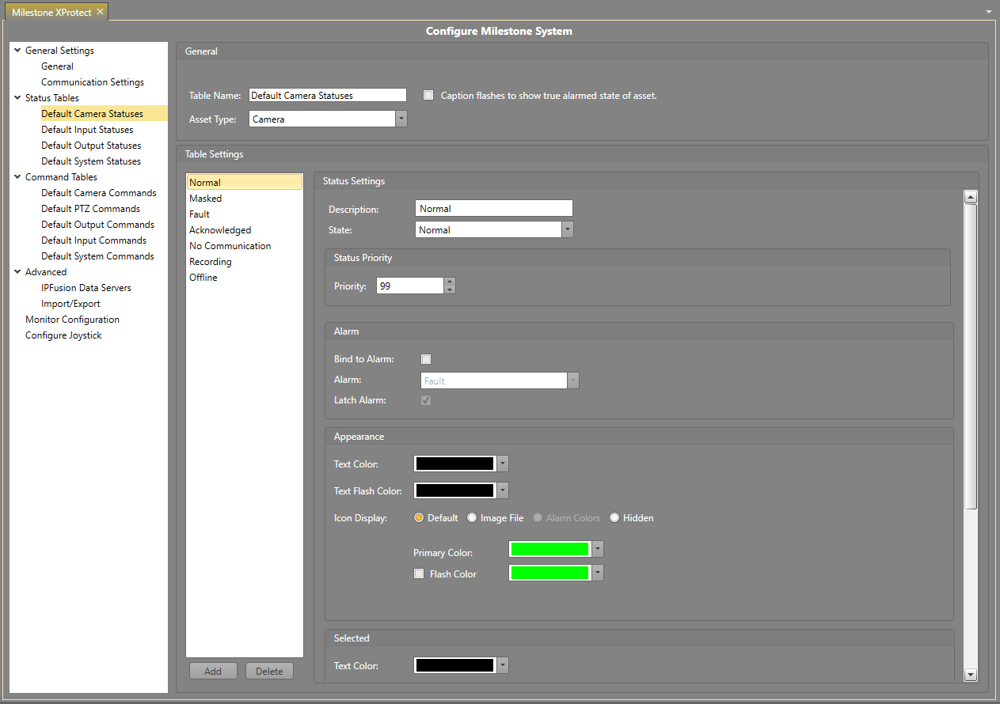 Milestone XProtect
Configure Milestone System
General Settings
General
Communication Settings
Status Tables
Default Camera Statuses
Default Input Statuses
Default Output Statuses
Default System Statuses
Command Tables
Default Camera Commands
Default PTZ Commands
Default Output Commands
Default Input Commands
Default System Commands
Advanced
IPFusion Data Servers
Import/Export
Monitor Configuration
Configure Joystick
General
Table Name: Default Camera Statuses Caption flashes to show true alarmed state of asset.
Asset Type: Camera
Table Settings
Normal
Masked
Fault
Acknowledged
No Communication
Recording
Offline
Add Delete
Status Settings
Description: Normal
State: Normal
Status Priority
Priority: 99
Alarm
Bind to Alarm:
Alarm: Fault
Latch Alarm:
Appearance
Text Color:
Text Flash Color:
Icon Display: Default Image File Alarm Colors Hidden
Primary Color:
Flash Color
Selected
Text Color: